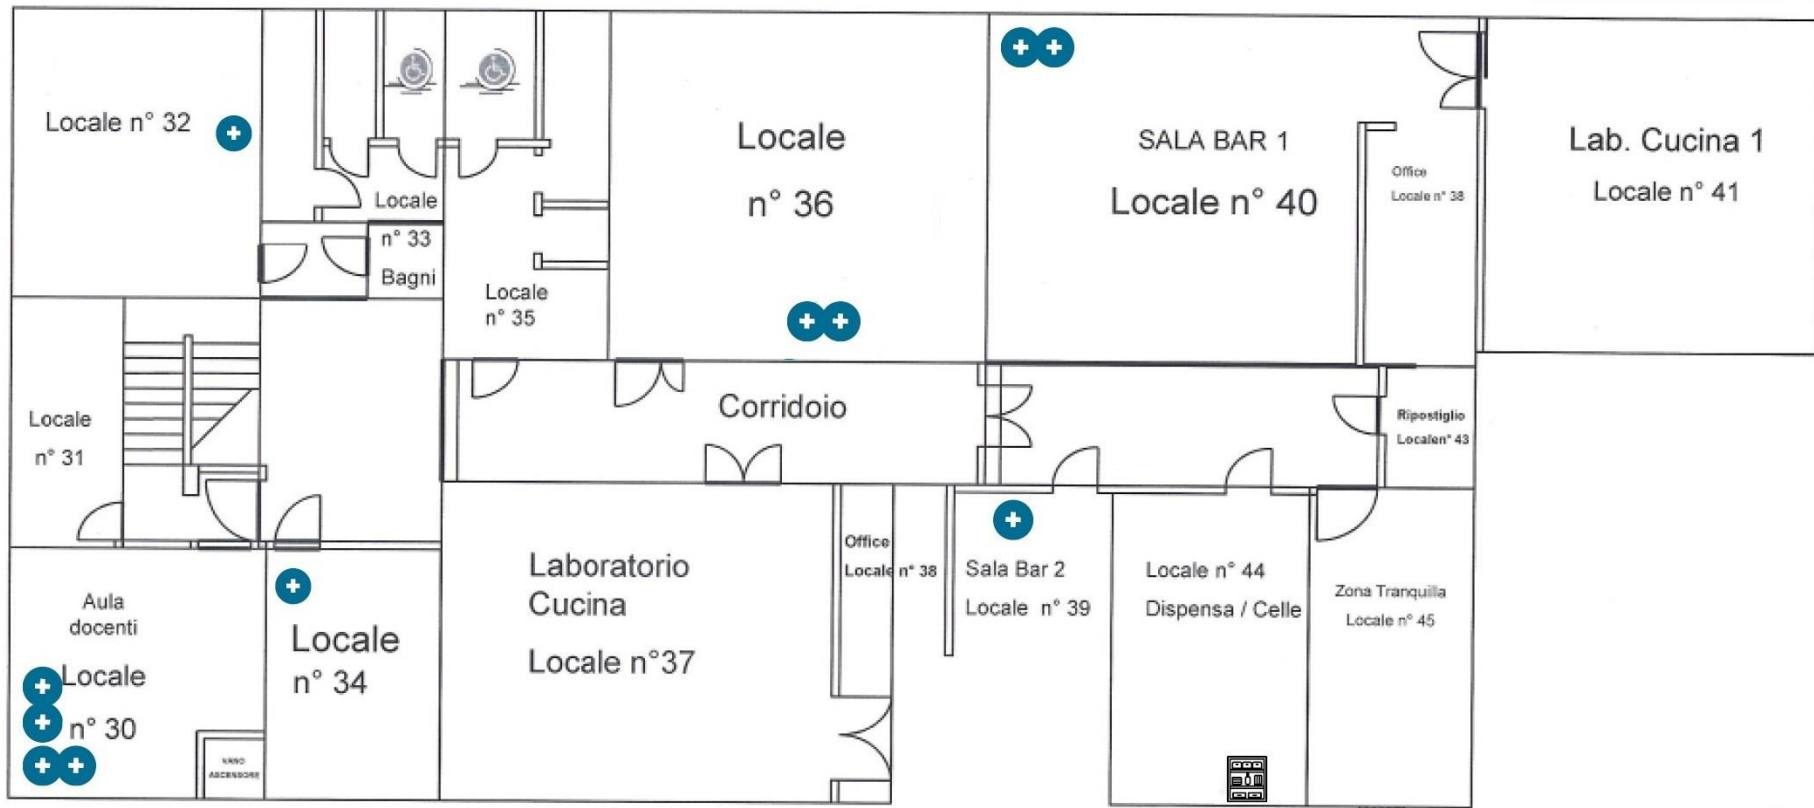 Locale n° 32
Locale
n° 33
Bagni
Locale
n° 35
Locale
n° 36
SALA BAR 1
Locale n° 40
Office
Locale n° 38
Lab. Cucina 1
Locale n° 41
Locale
n° 31
Corridoio
Ripostiglio
Localen° 43
Aula
docenti
Locale
n° 30
VANO
ASCENSORE
Locale
n° 34
Laboratorio
Cucina
Locale n°37
Office
Locale n° 38
Sala Bar 2
Locale n° 39
Locale n° 44
Dispensa / Celle
Zona Tranquilla
Locale n° 45